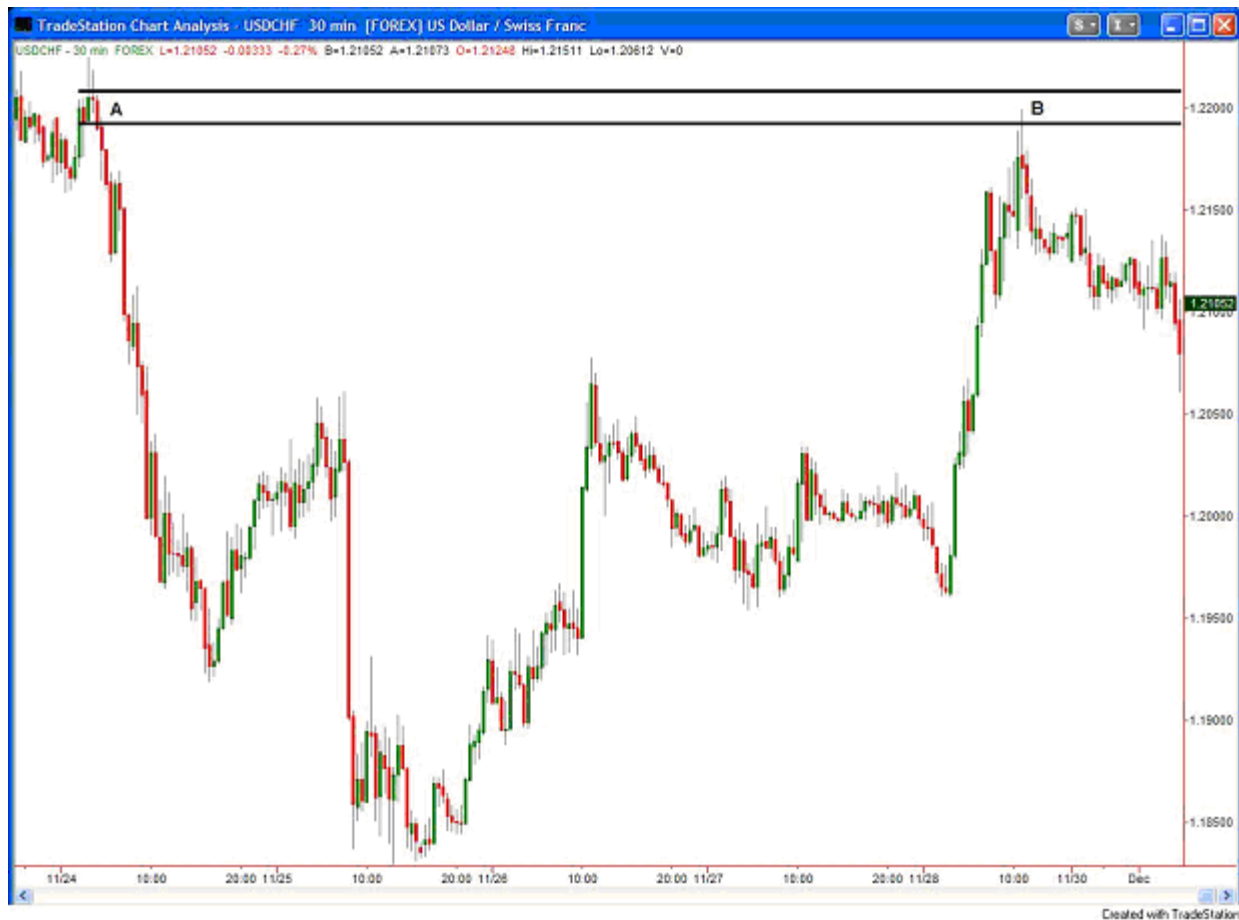 TradeStation Chart Analysis - USDCHF 30 min [FOREX] US Dollar / Swiss Franc
S I
USDCHF - 30 min FOREX L=1.21052 -0.00333 -0.27% B=1.21052 A=1.21073 O=1.21248 Hi=1.21511 Lo=1.20612 V=0
A B 1.22000
1.21500
1.21052
1.21000
1.20500
1.20000
1.19500
1.19000
1.18500
11/24 10:00 20:00 11/25 10:00 20:00 11/26 10:00 20:00 11/27 10:00 20:00 11/28 10:00 11/30 Dec
Created with TradeStation